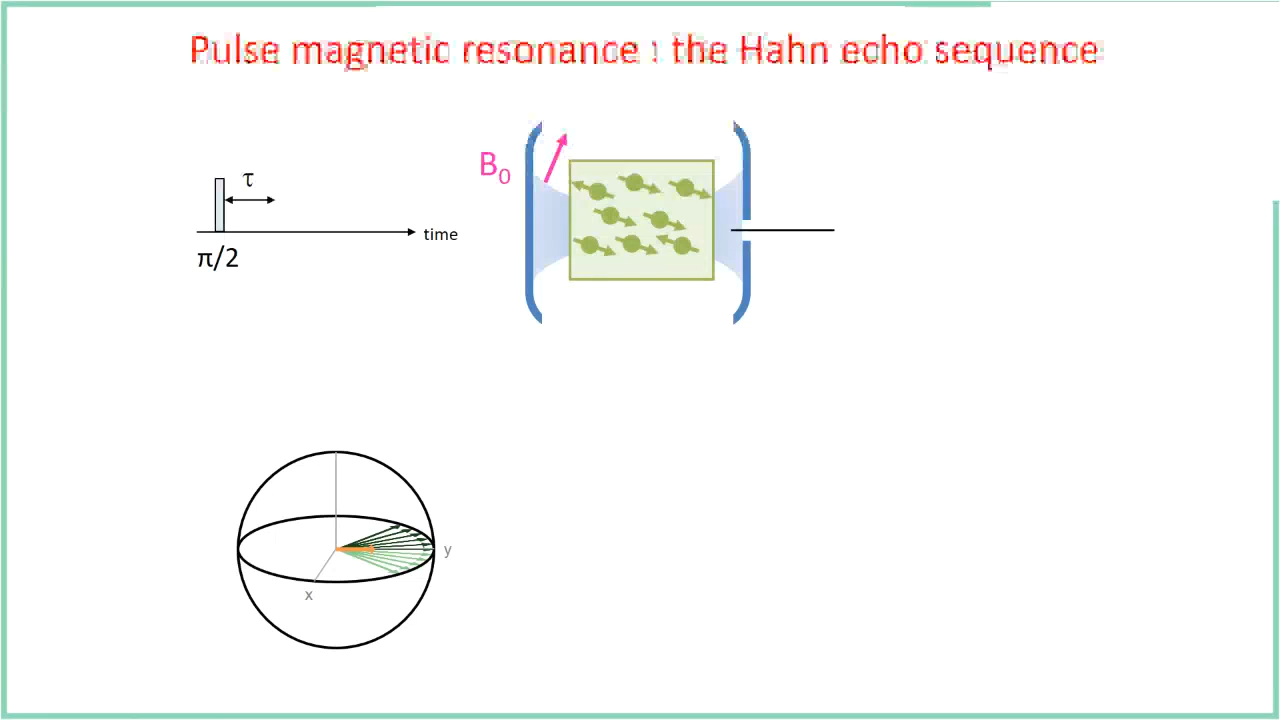 Pulse magnetic resonance : the Hahn echo sequence
B0
τ
time
π/2
y
x